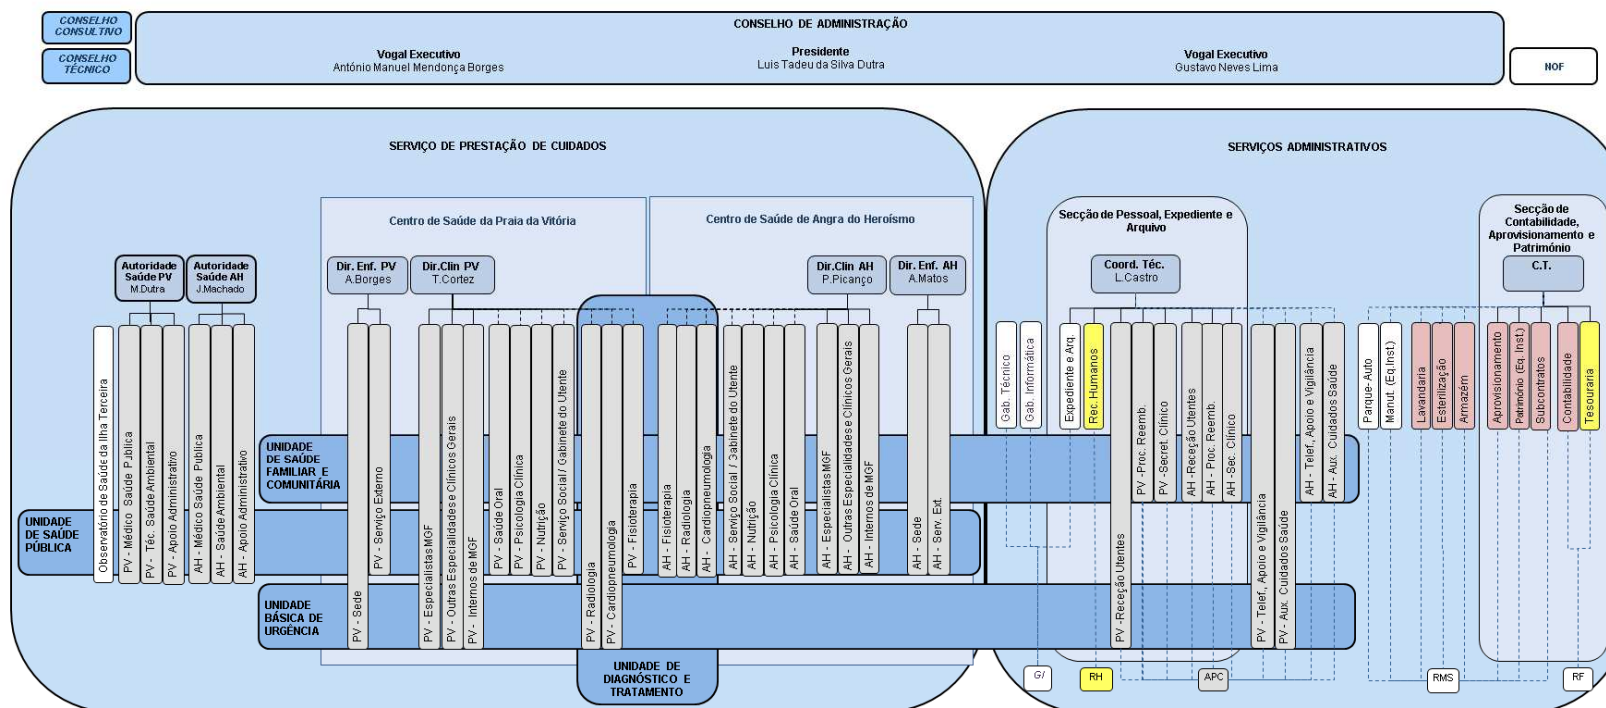 CONSELHO
CONSULTIVO
CONSELHO
TÉCNICO
CONSELHO DE ADMINISTRAÇÃO
Vogal Executivo
António Manuel Mendonça Borges
Presidente
Luis Tadeu da Silva Dutra
Vogal Executivo
Gustavo Neves Lima
NOF
SERVIÇO DE PRESTAÇÃO DE CUIDADOS
SERVIÇOS ADMINISTRATIVOS
Centro de Saúde da Praia da Vitória
Centro de Saúde de Angra do Heroísmo
Secção de Pessoal, Expediente e
Arquivo
Secção de
Contabilidade,
Aprovisionamento e
Património
Autoridade
Saúde PV
M.Dutra
Autoridade
Saúde AH
J.Machado
Dir. Enf. PV
A.Borges
Dir.Clin PV
T.Cortez
Dir.Clin AH
P.Picanço
Dir. Enf. AH
A.Matos
Coord. Téc.
L.Castro
C.T.
Observatório de Saúde da Ilha Terceira
PV - Médico Saúde Pública
PV - Téc. Saúde Ambiental
PV - Apoio Administrativo
AH - Médico Saúde Publica
AH - Saúde Ambiental
AH - Apoio Administrativo
PV - Sede
PV - Serviço Externo
PV - Especialistas MGF
PV - Outras Especialidades e Clínicos Gerais
PV - Internos de MGF
PV - Saúde Oral
PV - Psicologia Clínica
PV - Nutrição
PV - Serviço Social / Gabinete do Utente
PV - Radiologia
PV - Cardiopneumologia
PV - Fisioterapia
AH - Fisioterapia
AH - Radiologia
AH - Cardiopneumologia
AH - Serviço Social / Gabinete do Utente
AH - Nutrição
AH - Psicologia Clínica
AH - Saúde Oral
AH - Especialistas MGF
AH - Outras Especialidades e Clínicos Gerais
AH - Internos de MGF
AH - Sede
AH - Serv. Ext.
Gab. Técnico
Gab. Informática
Expediente e Arq.
Rec. Humanos
PV -Receção Utentes
PV -Proc. Reemb.
PV -Secret. Clínico
AH -Receção Utentes
AH - Proc. Reemb.
AH -Sec. Clínico
PV - Telef., Apoio e Vigilância
PV - Aux. Cuidados Saúde
AH - Telef., Apoio e Vigilância
AH - Aux. Cuidados Saúde
Parque- Auto
Manut. (Eq.Inst.)
Lavandaria
Esterilização
Armazém
Aprovisionamento
Património (Eq. Inst.)
Subcontrato
Contabilidade
Tesouraria
UNIDADE
DE SAÚDE
FAMILIAR E
COMUNITÁRIA
UNIDADE
DE SAÚDE
PÚBLICA
UNIDADE
BÁSICA DE
URGÊNCIA
UNIDADE DE
DIAGNÓSTICO E
TRATAMENTO
GI
RH
APC
RMS
RF